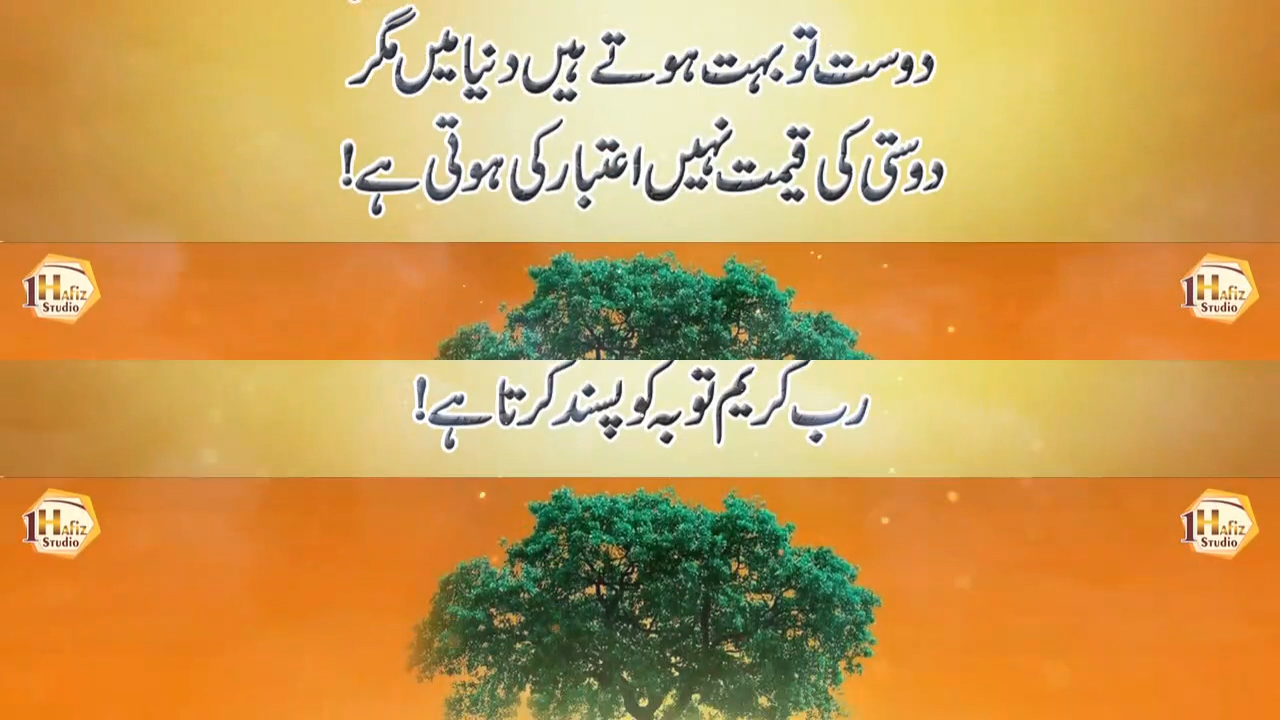 دوست تو بہت ہوتے ہیں دنیا میں مگر
دوستی کی قیمت نہیں اعتبار کی ہوتی ہے!
1Hafiz Studio
1Hafiz Studio
رب کریم توبہ کو پسند کرتا ہے!
1Hafiz Studio
1Hafiz Studio